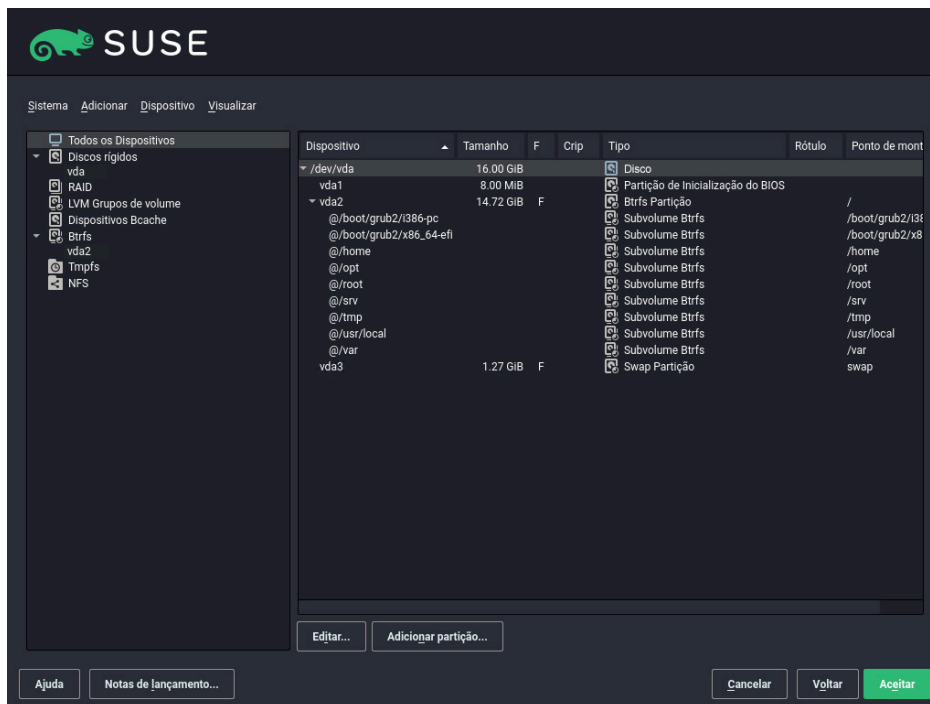 SUSE
Sistema Adicionar Dispositivo Visualizar
Todos os Dispositivos
Discos rígidos
vda
RAID
LVM Grupos de volume
Dispositivos Bcache
Btrfs
vda2
Tmpfs
NFS
Dispositivo Tamanho F Crip Tipo Rótulo Ponto de mont
/dev/vda 16.00 GiB Disco
vda1 8.00 MiB Partição de Inicialização do BIOS
vda2 14.72 GiB F Btrfs Partição /
@/boot/grub2/i386-pc Subvolume Btrfs /boot/grub2/i38
@/boot/grub2/x86_64-efi Subvolume Btrfs /boot/grub2/x8
@/home Subvolume Btrfs /home
@/opt Subvolume Btrfs /opt
@/root Subvolume Btrfs /root
@/srv Subvolume Btrfs /srv
@/tmp Subvolume Btrfs /tmp
@/usr/local Subvolume Btrfs /usr/local
@/var Subvolume Btrfs /var
vda3 1.27 GiB F Swap Partição swap
Editar... Adicionar partição...
Ajuda Notas de lançamento... Cancelar Voltar Aceitar